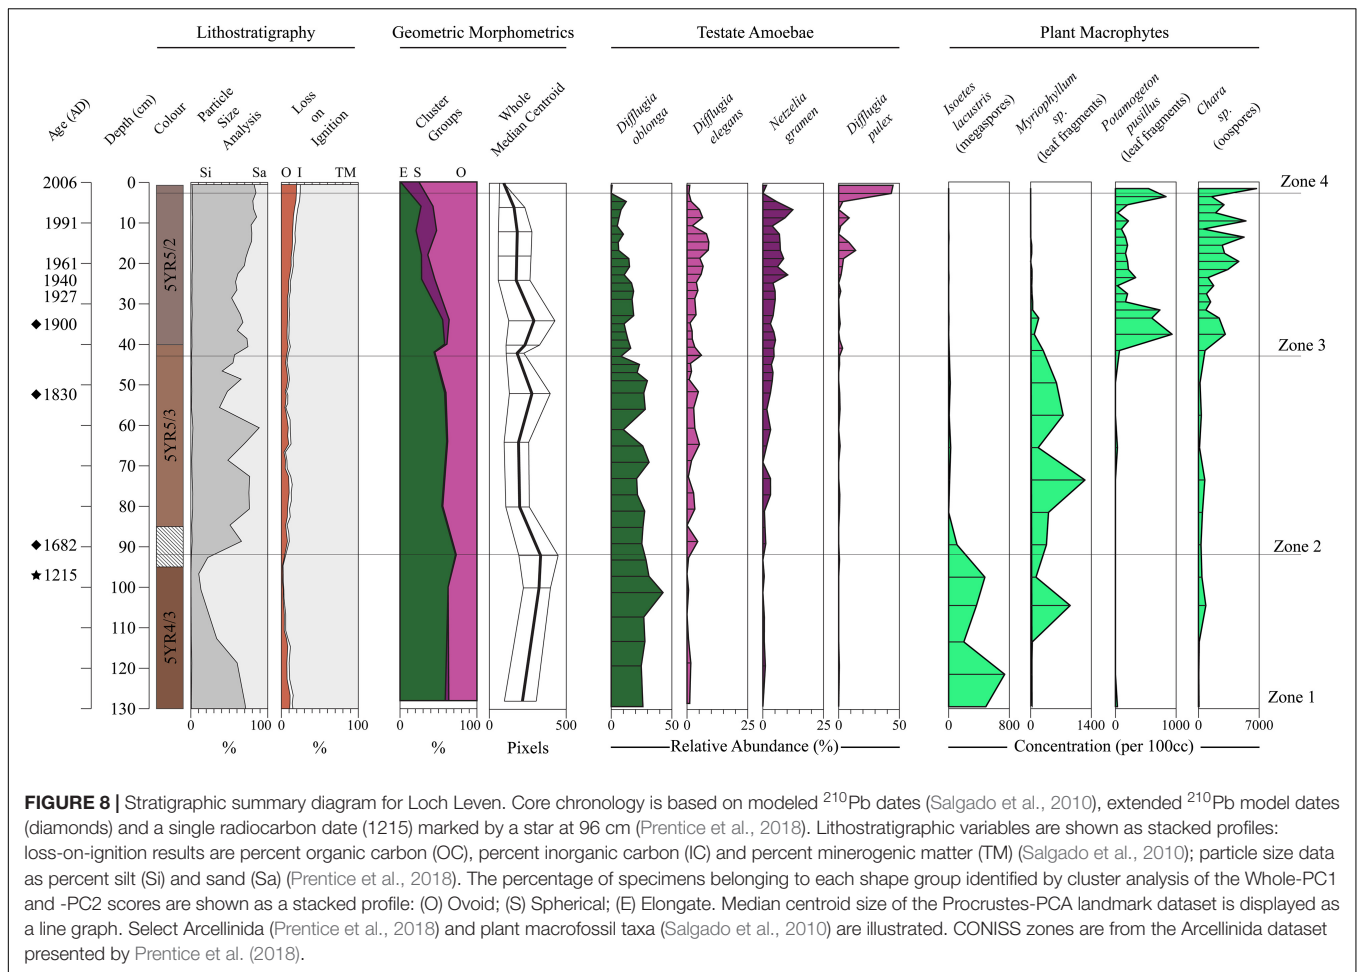 Lithostratigraphy Geometric Morphometrics Testate Amoebae Plant Macrophytes
Age (AD)
Depth (cm)
Colour
Particle
Size
Analysis
Loss
on
Ignition
Cluster
Groups
Whole
Median Centroid
Difflugia
oblonga
Difflugia
elegans
Netzelia
gramen
Difflugia
pulex
Isoetes
lacustris
(megaspores)
Myriophyllum
sp.
(leaf fragments)
Potamogeton
pusilus
(leaf fragments)
Chara
sp.
(oospores)
Si Sa O I TM E S O
2006
1991
1961
1940
1927
1900
1830
1682
1215
0
10
20
30
40
50
60
70
80
90
100
110
120
130
5YR5/2
5YR5/3
5YR4/3
Zone 4
Zone 3
Zone 2
Zone 1
0 100 0 100 0 100 0 500 0 50 0 25 0 25 0 50 0 800 0 1400 0 1000 0 7000
% % % Pixels Relative Abundance (%) Concentration (per 100cc)
FIGURE 8 | Stratigraphic summary diagram for Loch Leven. Core chronology is based on modeled 210Pb dates (Salgado et al., 2010), extended 210Pb model dates
(diamonds) and a single radiocarbon date (1215) marked by a star at 96 cm (Prentice et al., 2018). Lithostratigraphic variables are shown as stacked profiles:
loss-on-ignition results are percent organic carbon (OC), percent inorganic carbon (IC) and percent minerogenic matter (TM) (Salgado et al., 2010); particle size data
as percent silt (Si) and sand (Sa) (Prentice et al., 2018). The percentage of specimens belonging to each shape group identified by cluster analysis of the Whole-PC1
and -PC2 scores are shown as a stacked profile: (O) Ovoid; (S) Spherical; (E) Elongate. Median centroid size of the Procrustes-PCA landmark dataset is displayed as
a line graph. Select Arcellinida (Prentice et al., 2018) and plant macrofossil taxa (Salgado et al., 2010) are illustrated. CONISS zones are from the Arcellinida dataset
presented by Prentice et al. (2018).